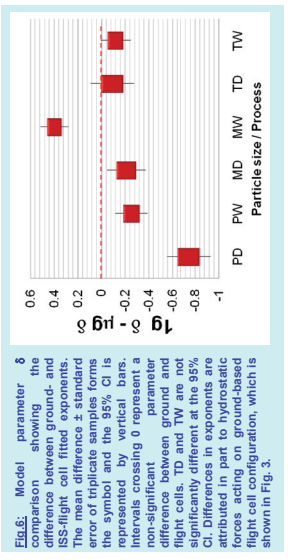 Fig.6: Model parameter δ
comparison showing the
difference between ground- and
ISS-flight cell fitted exponents.
The mean difference ± standard
error of triplicate samples forms
the symbol and the 95% CI is
represented by vertical bars.
Intervals crossing 0 represent a
non-significant parameter
difference between ground and
flight cells. TD and TW are not
significantly different at the 95%
CI. Differences in exponents are
attributed in part to hydrostatic
forces acting on ground-based
flight cell configuration, which is
shown in Fig. 3.
1g δ - μg δ
0.6
0.4
0.2
0
-0.2
-0.4
-0.6
-0.8
-1
PD PW MD MW TD TW
Particle size / Process